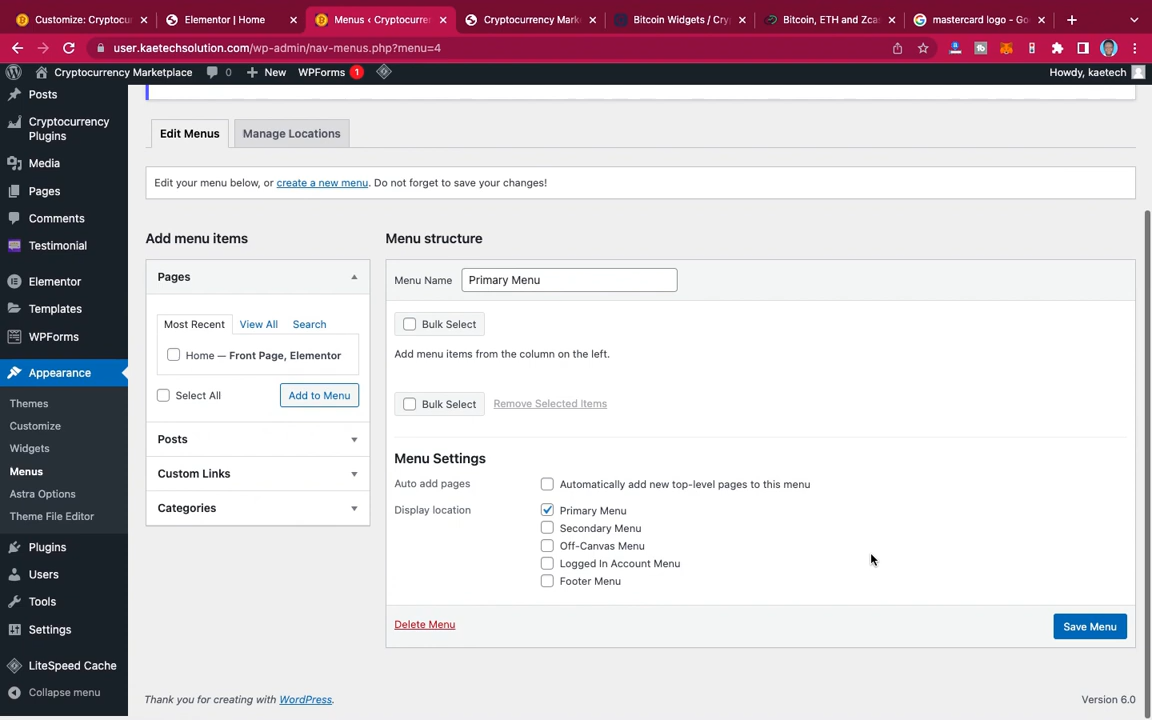 Customize: Cryptocur
Elementor | Home
Menus ‹ Cryptocurre
Cryptocurrency Mark
Bitcoin Widgets / Cry
Bitcoin, ETH and Zcas
mastercard logo - Go
user.kaetechsolution.com/wp-admin/nav-menus.php?menu=4
Cryptocurrency Marketplace
0
New
WPForms 1
Howdy, kaetech
Posts
Cryptocurrency
Plugins
Media
Pages
Comments
Testimonial
Elementor
Templates
WPForms
Appearance
Themes
Customize
Widgets
Menus
Astra Options
Theme File Editor
Plugins
Users
Tools
Settings
LiteSpeed Cache
Collapse menu
Edit Menus
Manage Locations
Edit your menu below, or create a new menu. Do not forget to save your changes!
Add menu items
Pages
Most Recent
View All
Search
Home — Front Page, Elementor
Select All
Add to Menu
Posts
Custom Links
Categories
Menu structure
Menu Name
Primary Menu
Bulk Select
Add menu items from the column on the left.
Bulk Select
Remove Selected Items
Menu Settings
Auto add pages
Automatically add new top-level pages to this menu
Display location
Primary Menu
Secondary Menu
Off-Canvas Menu
Logged In Account Menu
Footer Menu
Delete Menu
Save Menu
Thank you for creating with WordPress.
Version 6.0